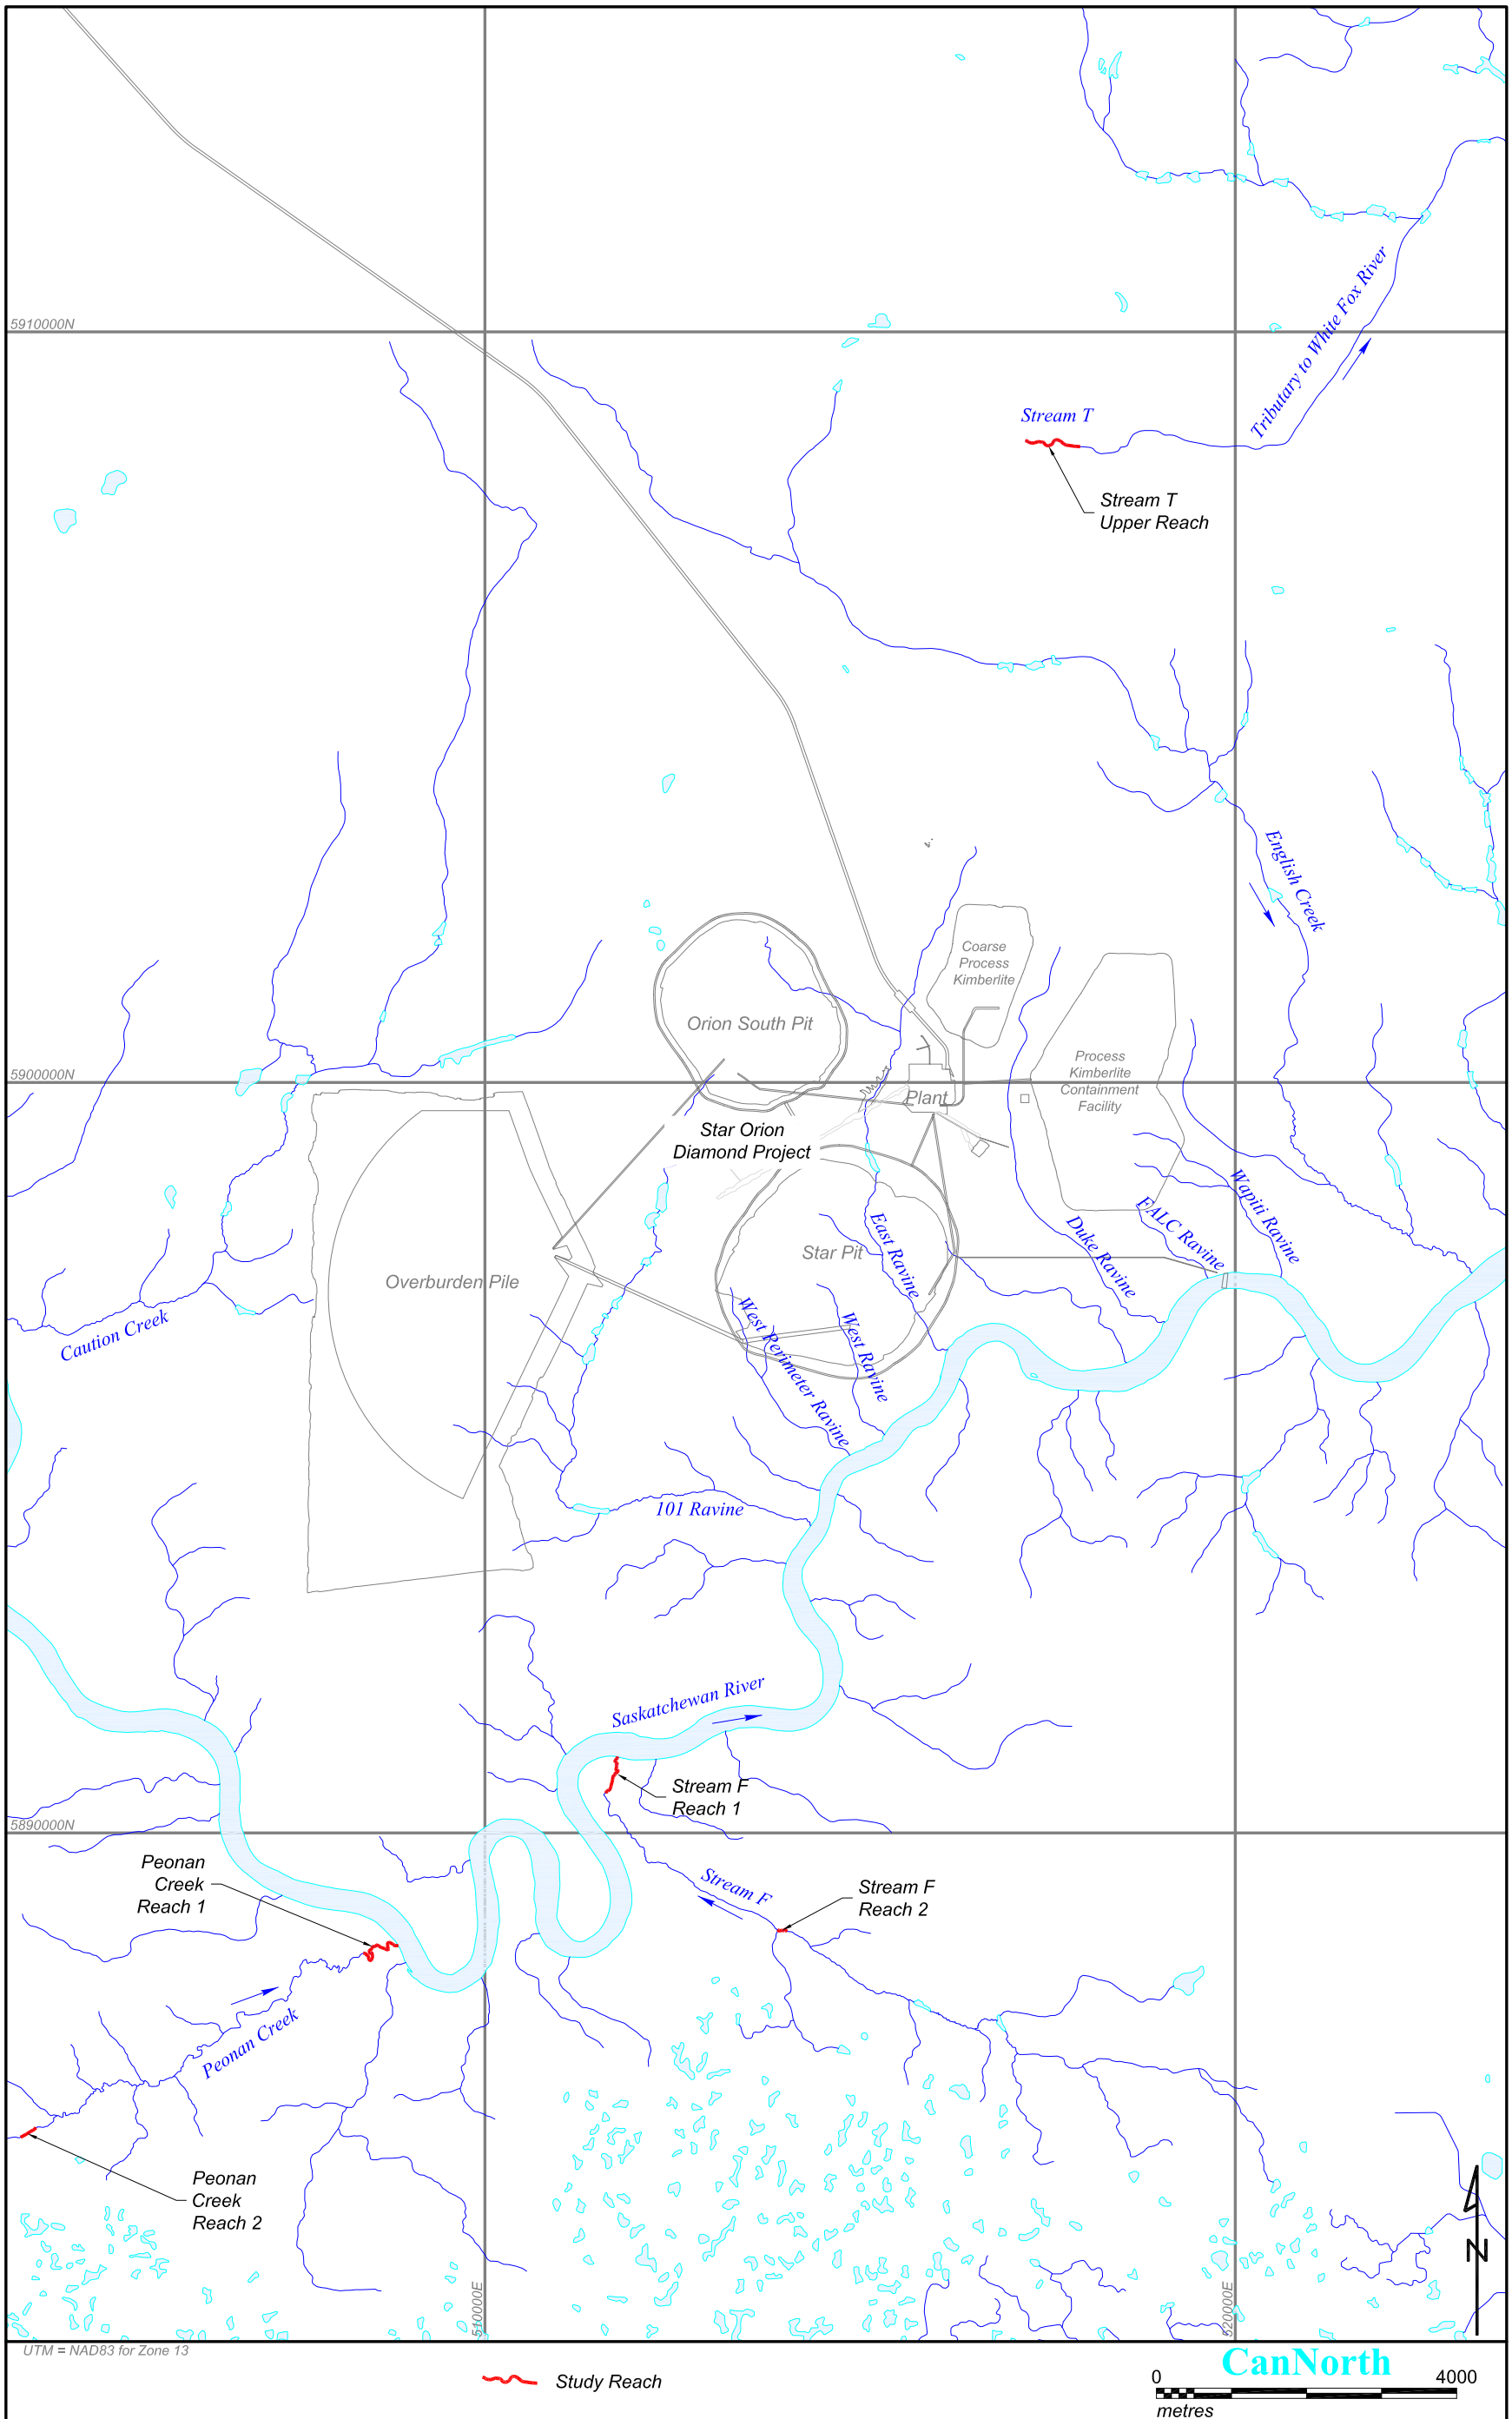 5910000N
Tributary to White Fox River
Stream T
Stream T
Upper Reach
English Creek
Coarse
Process
Kimberlite
Orion South Pit
Process
Kimberlite
Containment
Facility
5900000N
Plant
Star Orion
Diamond Project
Wapiti Ravine
FALC Ravine
East Ravine
Duke Ravine
Star Pit
Overburden Pile
West Perimeter Ravine
West Ravine
Caution Creek
101 Ravine
Saskatchewan River
Stream F
Reach 1
5890000N
Peonan
Creek
Reach 1
Stream F
Stream F
Reach 2
Peonan Creek
Peonan
Creek
Reach 2
510000E
520000E
N
UTM = NAD83 for Zone 13
Study Reach
CanNorth
0 4000
metres